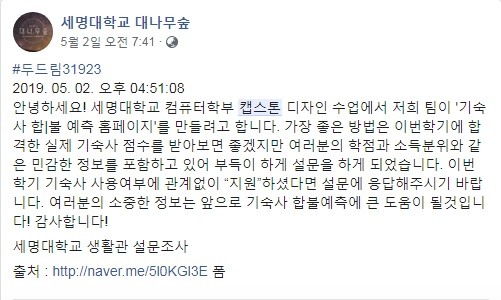 대나무숲
세명대학교 대나무숲
5월 2일 오전 7:41 ·
#두드림31923
2019. 05. 02. 오후 04:51:08
안녕하세요! 세명대학교 컴퓨터학부 캡스톤 디자인 수업에서 저희 팀이 '기숙
사 합|불 예측 홈페이지'를 만들려고 합니다. 가장 좋은 방법은 이번학기에 합
격한 실제 기숙사 점수를 받아보면 좋겠지만 여러분의 학점과 소득분위와 같
은 민감한 정보를 포함하고 있어 부득이 하게 설문을 하게 되었습니다. 이번
학기 기숙사 사용여부에 관계없이 “지원”하셨다면 설문에 응답해주시기 바랍
니다. 여러분의 소중한 정보는 앞으로 기숙사 합불예측에 큰 도움이 될것입니
다! 감사합니다!
세명대학교 생활관 설문조사
출처 : http://naver.me/5I0KGI3E 폼